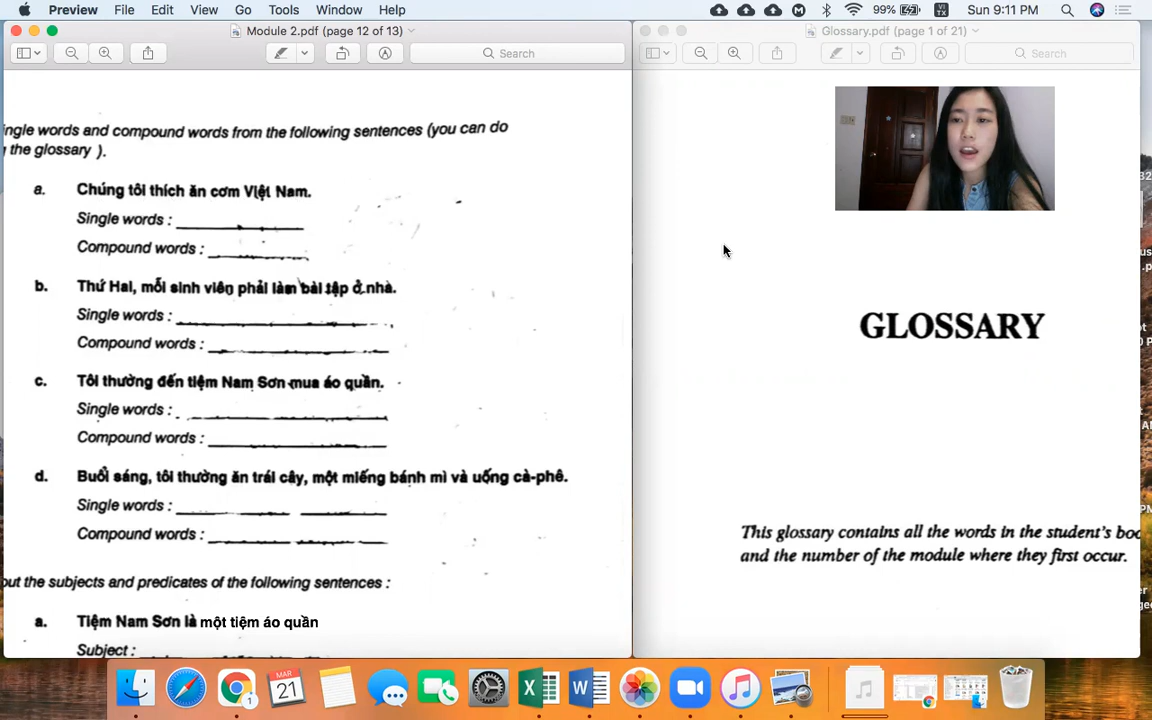 Preview File Edit View Go Tools Window Help 99% Sun 9:11 PM
VI
TX
Module 2.pdf (page 12 of 13)
Search
ingle words and compound words from the following sentences (you can do
the glossary ).
a. Chúng tôi thích ăn cơm Việt Nam.
Single words :
Compound words :
b. Thứ Hai, mỗi sinh viên phải làm bài tập ở nhà.
Single words :
Compound words :
c. Tôi thường đến tiệm Nam Sơn mua áo quần.
Single words :
Compound words :
d. Buổi sáng, tôi thường ăn trái cây, một miếng bánh mì và uống cà-phê.
Single words :
Compound words :
out the subjects and predicates of the following sentences :
a. Tiệm Nam Sơn là một tiệm áo quần
Subject :
Glossary.pdf (page 1 of 21)
Search
GLOSSARY
This glossary contains all the words in the student's boo
and the number of the module where they first occur.
MAR
21
1